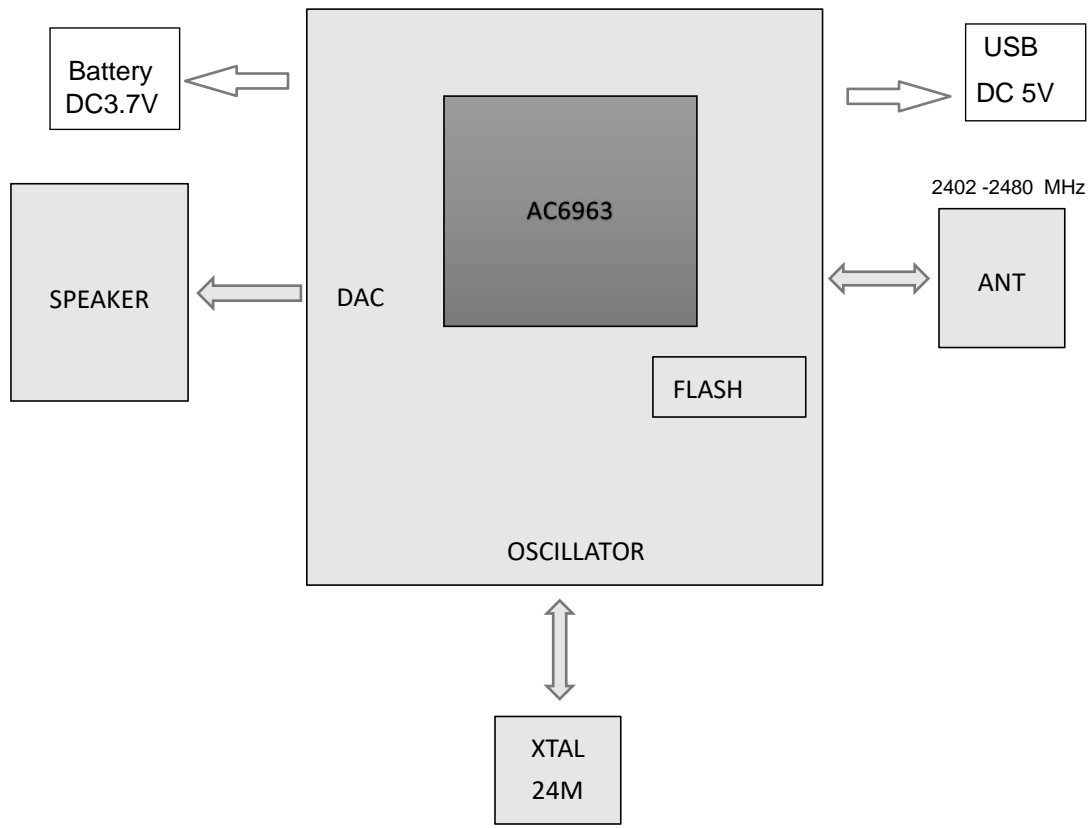 Battery
DC3.7V
USB
DC 5V
AC6963
2402 -2480 MHz
SPEAKER
DAC
ANT
FLASH
OSCILLATOR
XTAL
24M